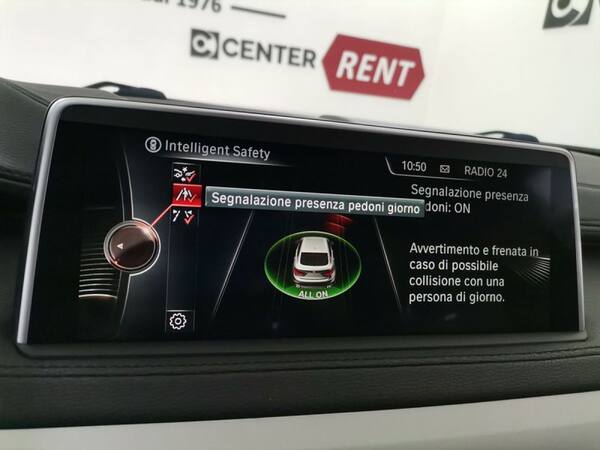 dal 1976
CENTER
RENT
Intelligent Safety
10:50
RADIO 24
Segnalazione presenza pedoni giorno
Segnalazione presenza
doni: ON
Avvertimento e frenata in
caso di possibile
collisione con una
persona di giorno.
ALL ON